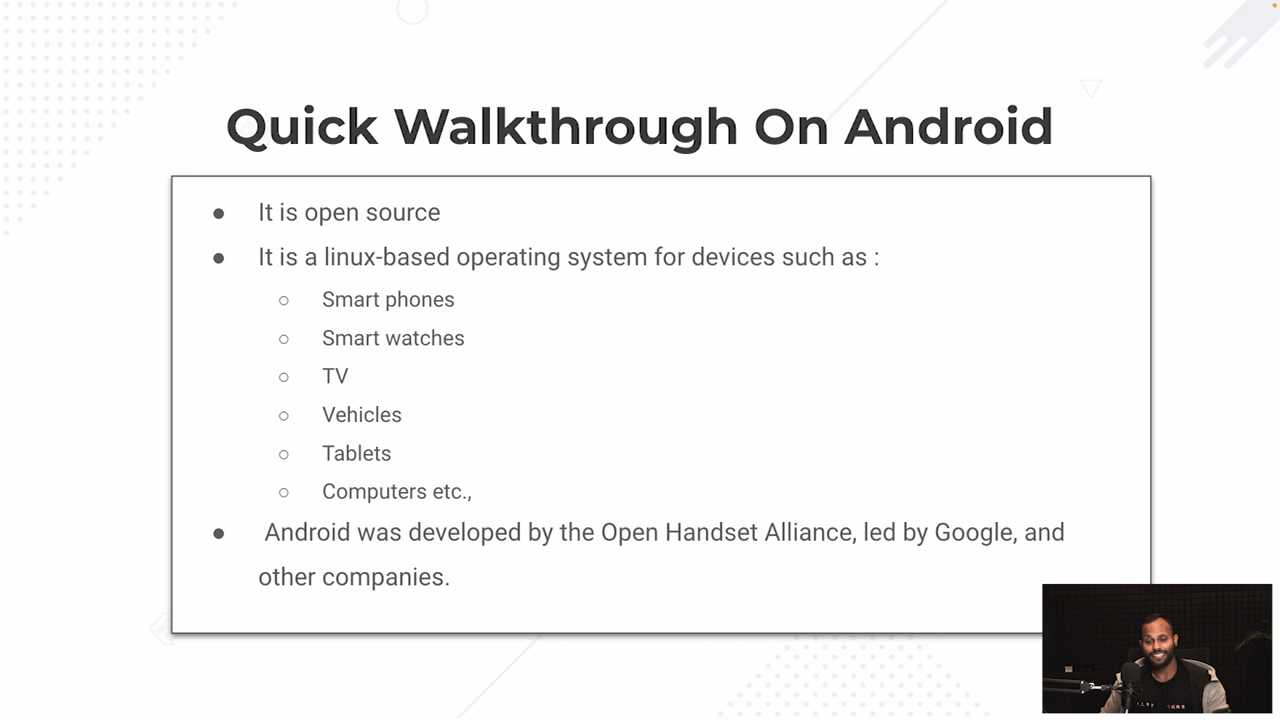 Quick Walkthrough On Android
● It is open source
● It is a linux-based operating system for devices such as :
○ Smart phones
○ Smart watches
○ TV
○ Vehicles
○ Tablets
○ Computers etc.,
● Android was developed by the Open Handset Alliance, led by Google, and
other companies.